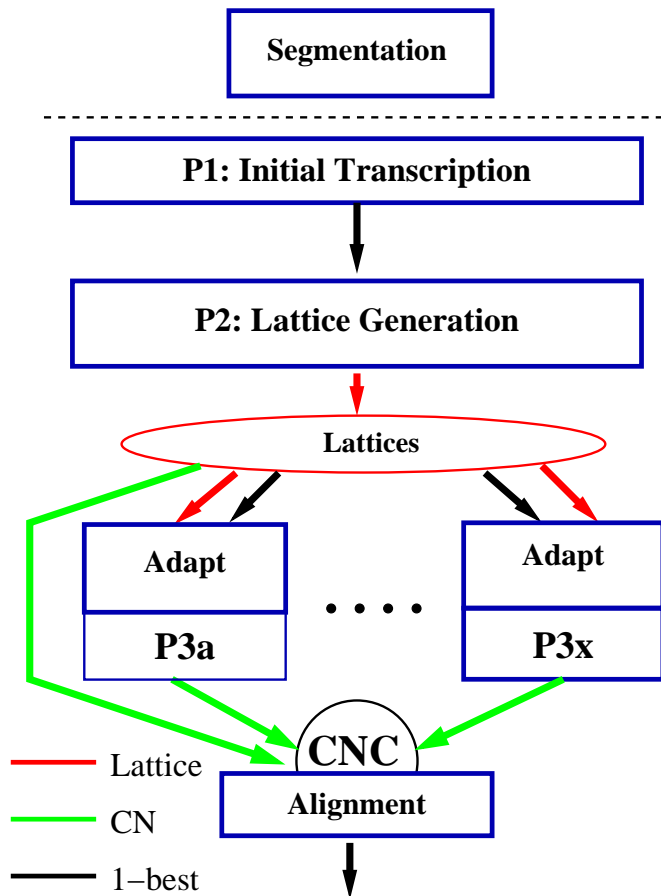 Segmentation
P1: Initial Transcription
P2: Lattice Generation
Lattices
Adapt
Adapt
P3a
P3x
CNC
Alignment
Lattice
CN
1−best